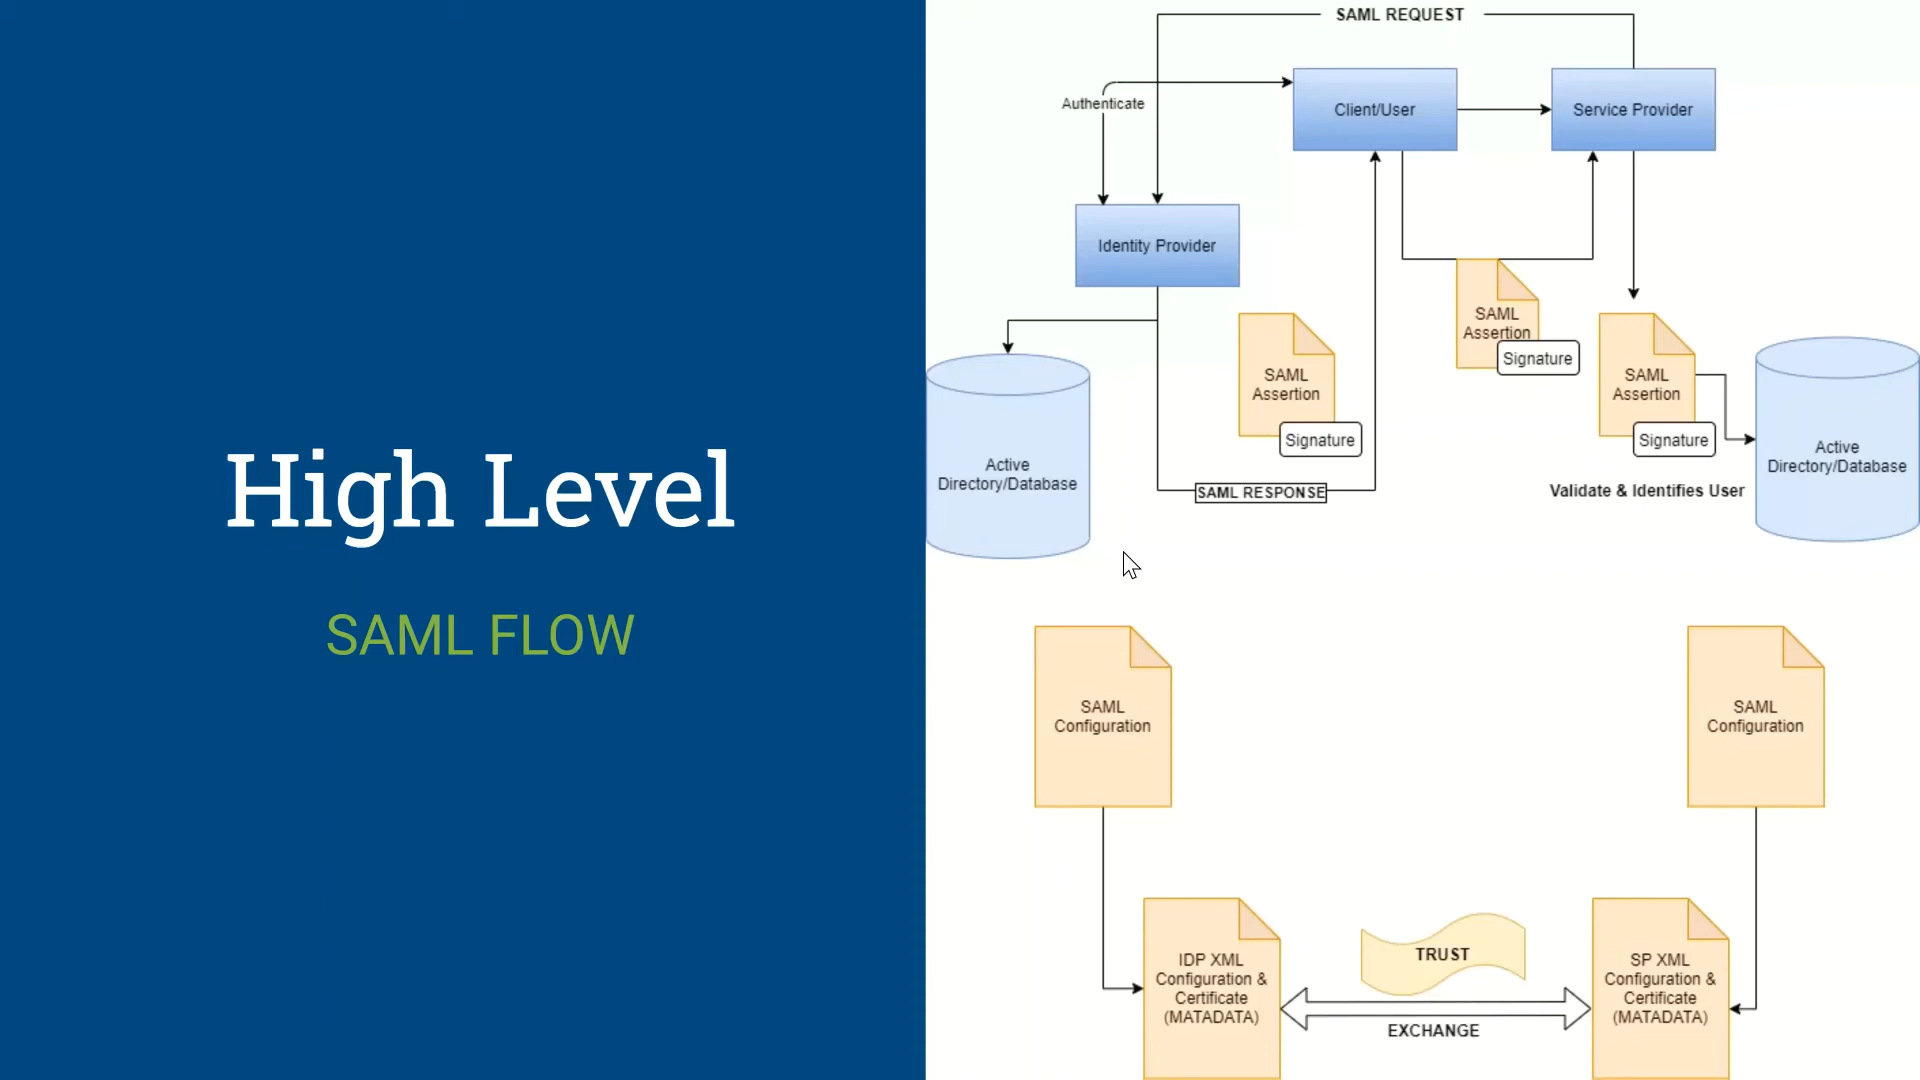 High Level
SAML FLOW
SAML REQUEST
Authenticate
Client/User
Service Provider
Identity Provider
SAML
Assertion
Signature
SAML
Assertion
Signature
SAML
Assertion
Signature
Active
Directory/Database
Active
Directory/Database
SAML RESPONSE
Validate & Identifies User
SAML
Configuration
SAML
Configuration
IDP XML
Configuration &
Certificate
(MATADATA)
TRUST
EXCHANGE
SP XML
Configuration &
Certificate
(MATADATA)